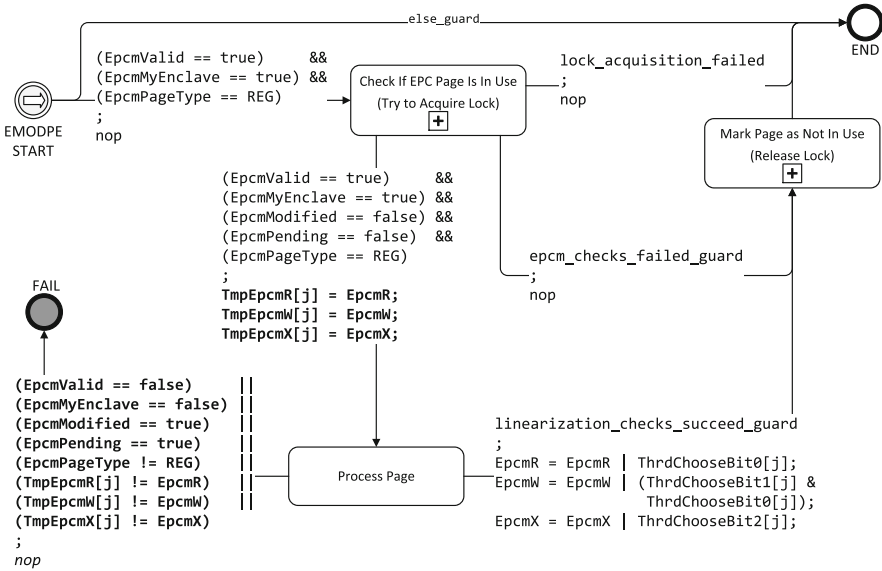 else_guard
END
(EpcmValid == true) &&
(EpcmMyEnclave == true) &&
(EpcmPageType == REG)
;
nop
EMODPE
START
Check If EPC Page Is In Use
(Try to Acquire Lock)
+
lock_acquisition_failed
;
nop
Mark Page as Not In Use
(Release Lock)
+
(EpcmValid == true) &&
(EpcmMyEnclave == true) &&
(EpcmModified == false) &&
(EpcmPending == false) &&
(EpcmPageType == REG)
;
TmpEpcmR[j] = EpcmR;
TmpEpcmW[j] = EpcmW;
TmpEpcmX[j] = EpcmX;
epcm_checks_failed_guard
;
nop
FAIL
(EpcmValid == false) ||
(EpcmMyEnclave == false) ||
(EpcmModified == true) ||
(EpcmPending == true) ||
(EpcmPageType != REG) ||
(TmpEpcmR[j] != EpcmR) ||
(TmpEpcmW[j] != EpcmW) ||
(TmpEpcmX[j] != EpcmX)
;
nop
Process Page
linearization_checks_succeed_guard
;
EpcmR = EpcmR | ThrdChooseBit0[j];
EpcmW = EpcmW | (ThrdChooseBit1[j] &
ThrdChooseBit0[j]);
EpcmX = EpcmX | ThrdChooseBit2[j];